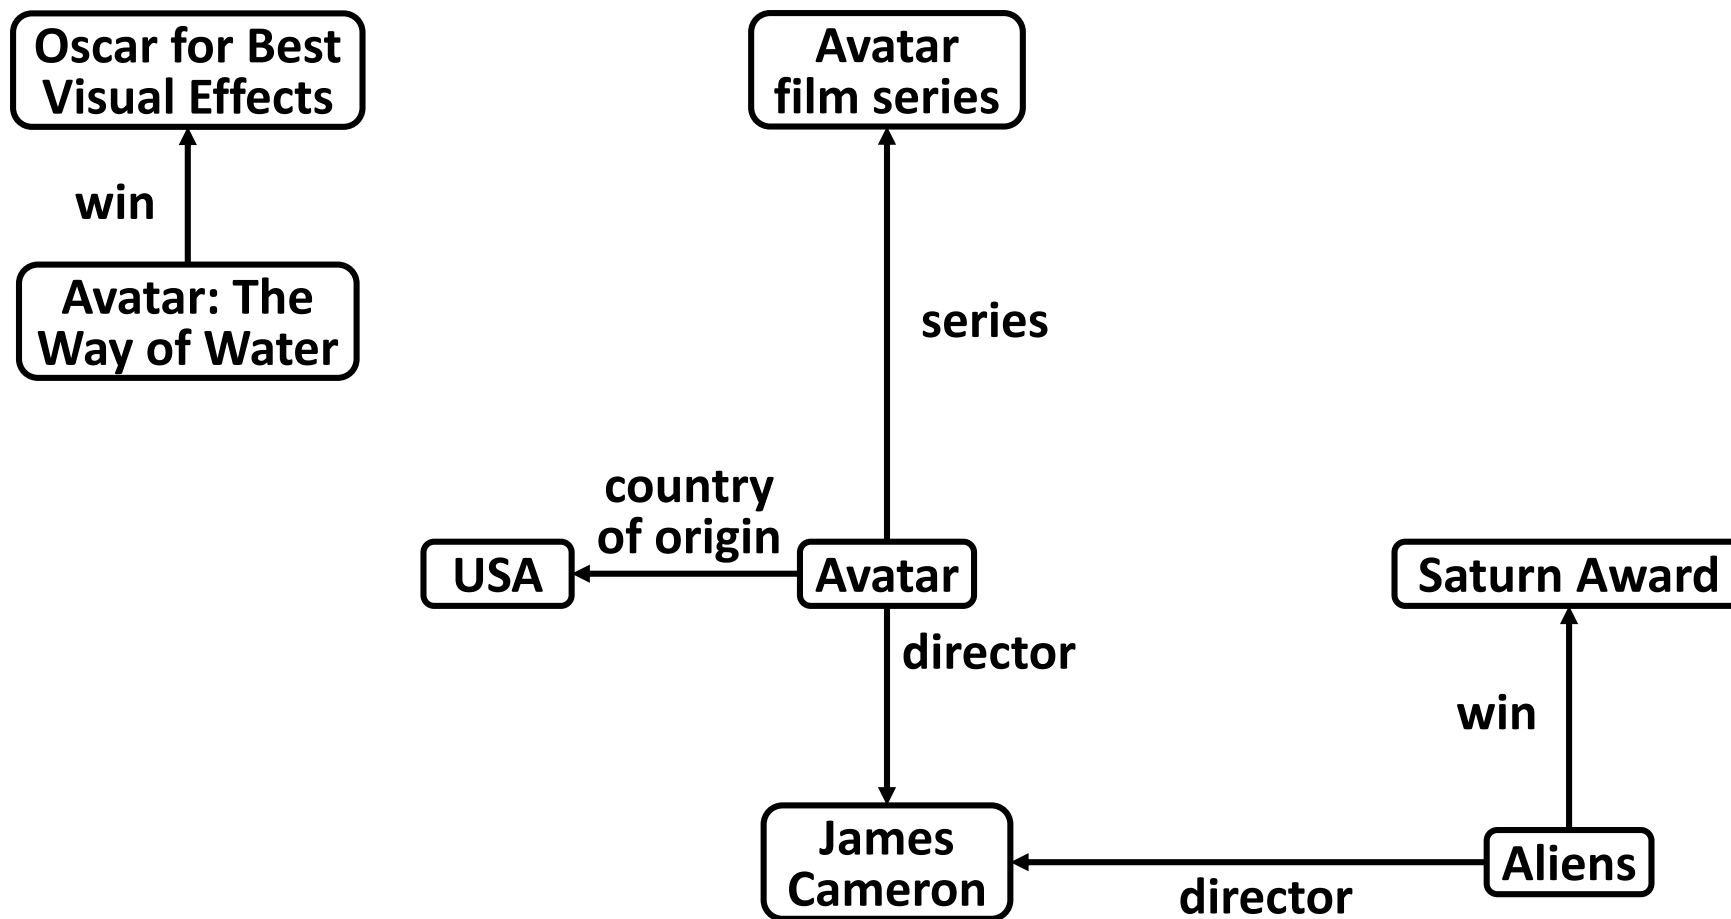 Oscar for Best
Visual Effects
Avatar
film series
win
Avatar: The
Way of Water
series
country
of origin
USA
Avatar
Saturn Award
director
win
James
Cameron
Aliens
director